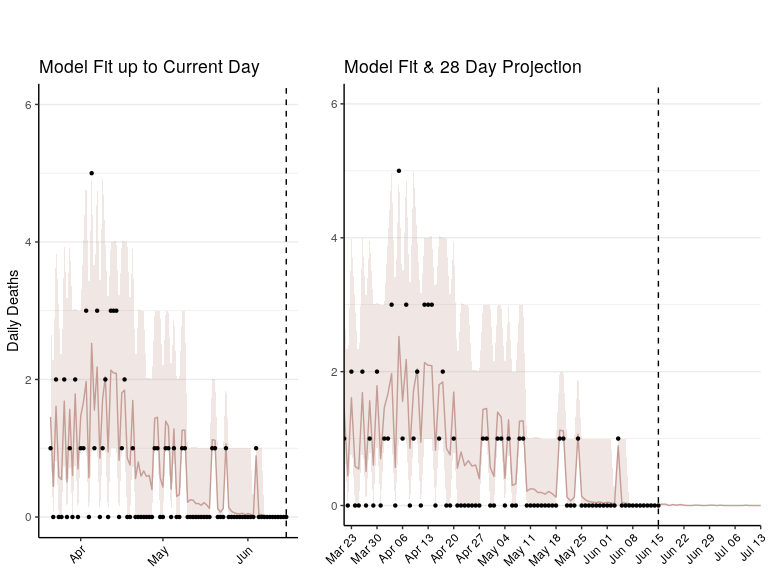 Model Fit up to Current Day
Model Fit & 28 Day Projection
Daily Deaths
6
4
2
0
Apr
May
Jun
6
4
2
0
Mar 23
Mar 30
Apr 06
Apr 13
Apr 20
Apr 27
May 04
May 11
May 18
May 25
Jun 01
Jun 08
Jun 15
Jun 22
Jun 29
Jul 06
Jul 13